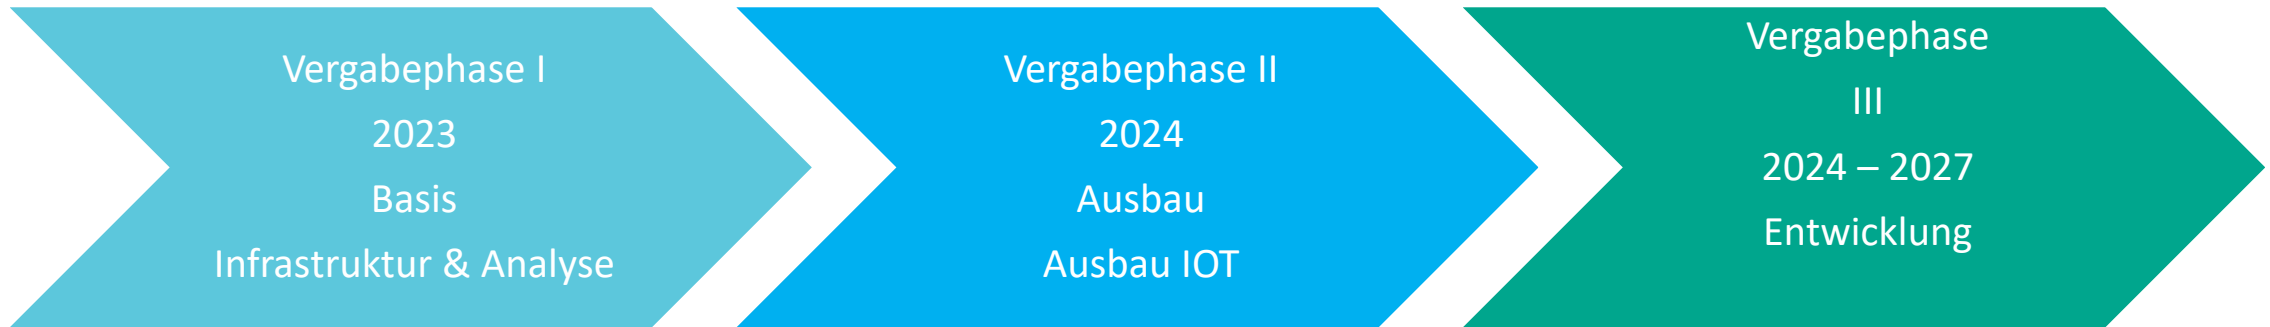 Vergabephase I
2023
Basis
Infrastruktur & Analyse
Vergabephase II
2024
Ausbau
Ausbau IOT
Vergabephase
III
2024 – 2027
Entwicklung